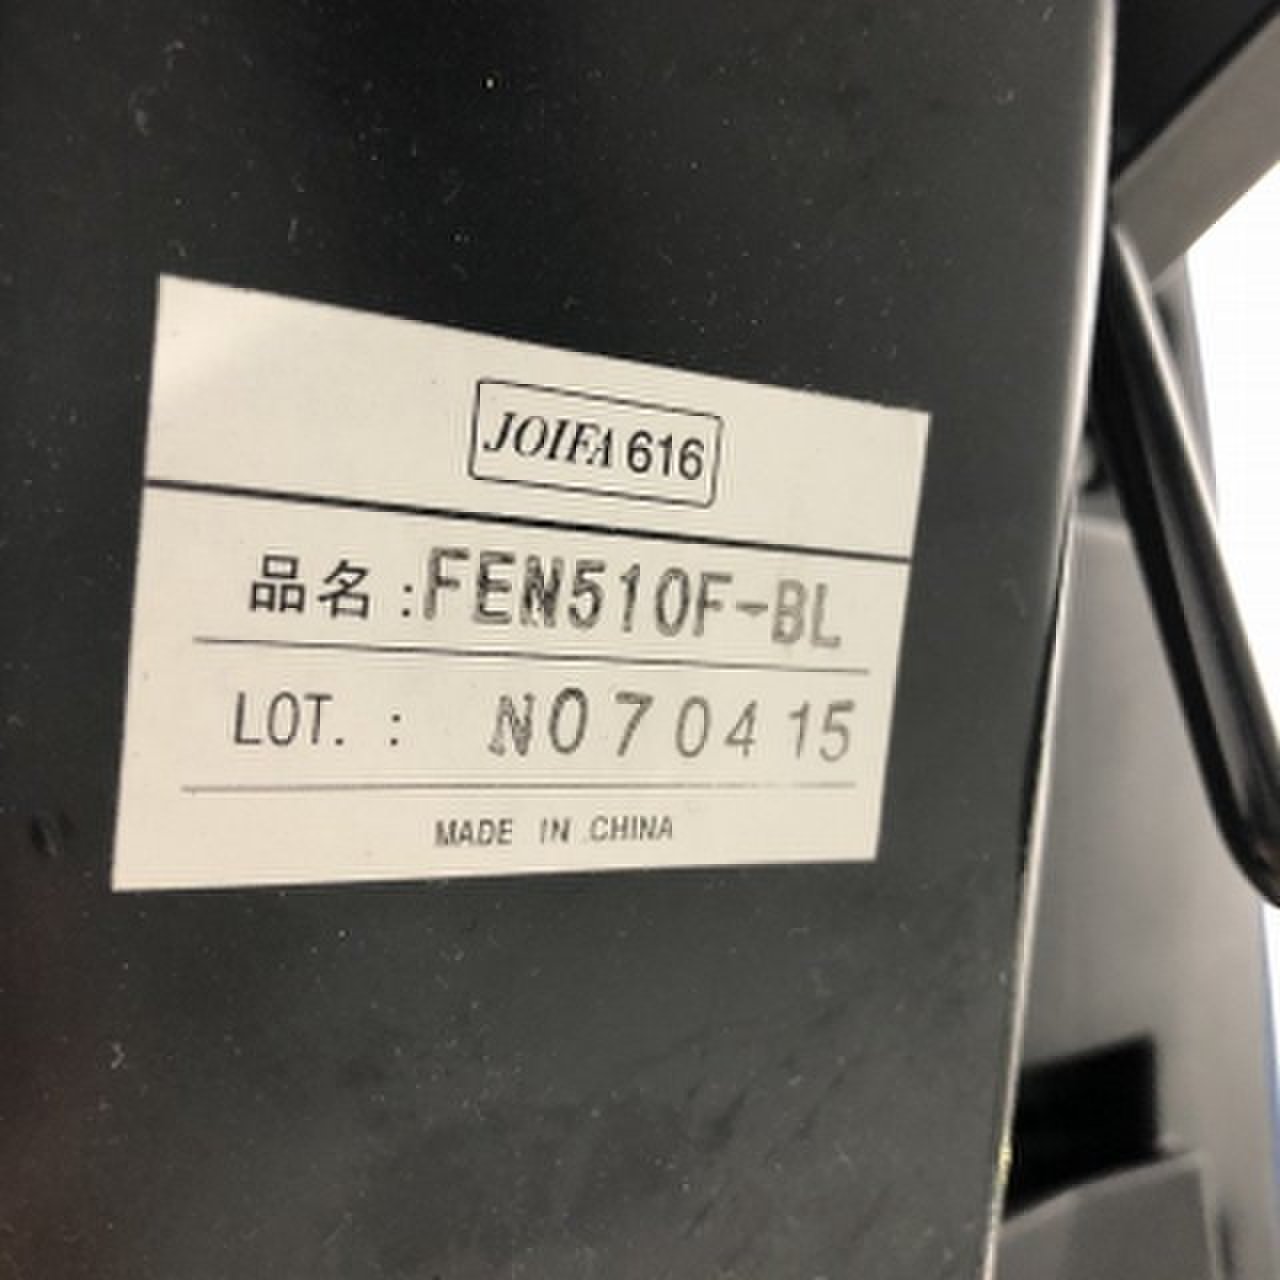 JOIFA 616
品名:FEN510F-BL
LOT. : N070415
MADE IN CHINA